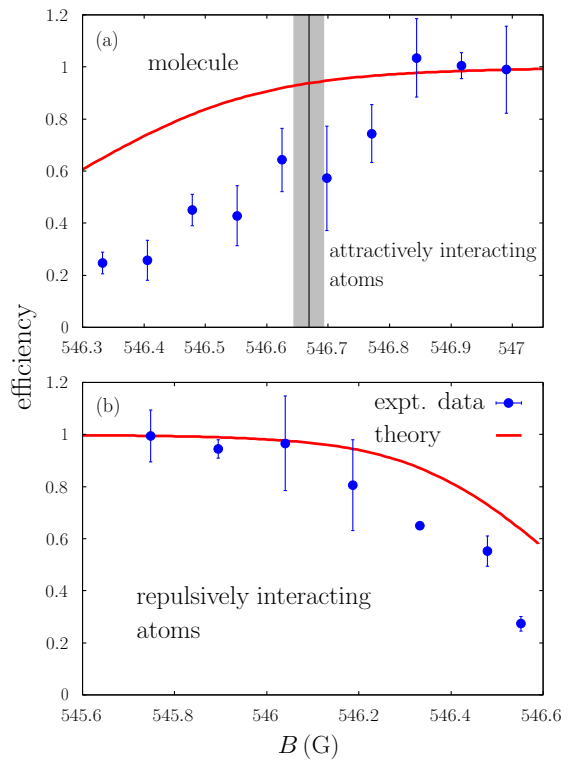 1.2
(a)
molecule
1
0.8
0.6
0.4
attractively interacting
atoms
0.2
0
546.3 546.4 546.5 546.6 546.7 546.8 546.9 547
efficiency
1.2
(b)
expt. data
theory
1
0.8
0.6
0.4
repulsively interacting
atoms
0.2
0
545.6 545.8 546 546.2 546.4 546.6
B (G)